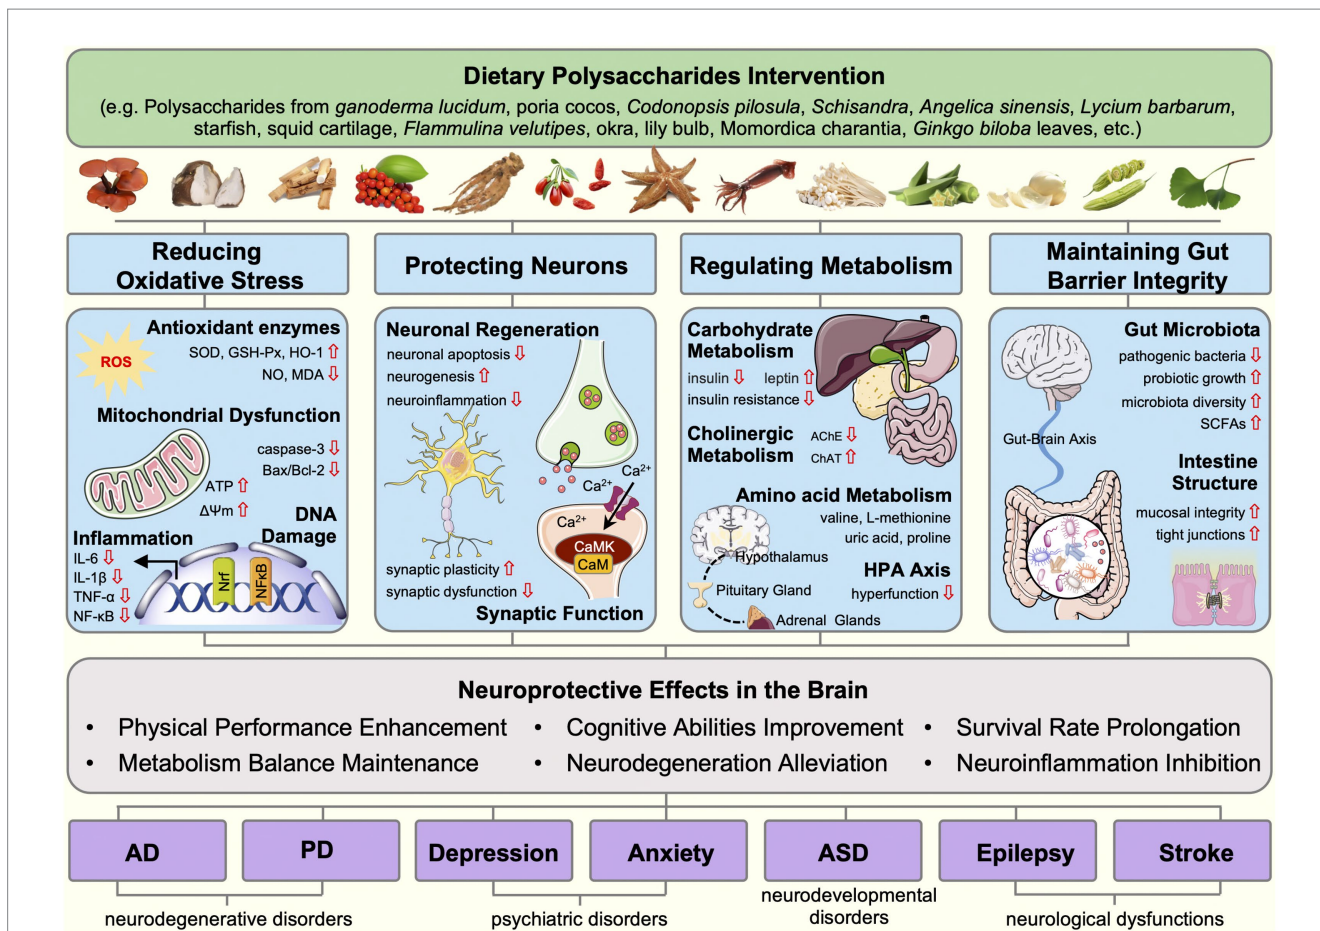 Dietary Polysaccharides Intervention
(e.g. Polysaccharides from ganoderma lucidum, poria cocos, Codonopsis pilosula, Schisandra, Angelica sinensis, Lycium barbarum,
starfish, squid cartilage, Flammulina velutipes, okra, lily bulb, Momordica charantia, Ginkgo biloba leaves, etc.)
Reducing
Oxidative Stress
Antioxidant enzymes
ROS
SOD, GSH-Px, HO-1 ⇧
NO, MDA ⇩
Mitochondrial Dysfunction
caspase-3 ⇩
Bax/Bcl-2 ⇩
ATP ⇧
ΔΨm ⇧
DNA
Damage
Inflammation
IL-6 ⇩
IL-1β ⇩
TNF-α ⇩
NF-κB ⇩
Nrf
NFκB
Protecting Neurons
Neuronal Regeneration
neuronal apoptosis ⇩
neurogenesis ⇧
neuroinflammation ⇩
Ca2+
Ca2+
Ca2+
CaMK
CaM
synaptic plasticity ⇧
synaptic dysfunction ⇩
Synaptic Function
Regulating Metabolism
Carbohydrate
Metabolism
insulin ⇩ leptin ⇧
insulin resistance ⇩
Cholinergic
Metabolism
AChE ⇩
ChAT ⇧
Amino acid Metabolism
valine, L-methionine
uric acid, proline
Hypothalamus
HPA Axis
hyperfunction ⇩
Pituitary Gland
Adrenal Glands
Maintaining Gut
Barrier Integrity
Gut Microbiota
pathogenic bacteria ⇩
probiotic growth ⇧
microbiota diversity ⇧
SCFAs ⇧
Gut-Brain Axis
Intestine
Structure
mucosal integrity ⇧
tight junctions ⇧
Neuroprotective Effects in the Brain
• Physical Performance Enhancement • Cognitive Abilities Improvement • Survival Rate Prolongation
• Metabolism Balance Maintenance • Neurodegeneration Alleviation • Neuroinflammation Inhibition
AD PD Depression Anxiety ASD Epilepsy Stroke
neurodegenerative disorders
psychiatric disorders
neurodevelopmental
disorders
neurological dysfunctions